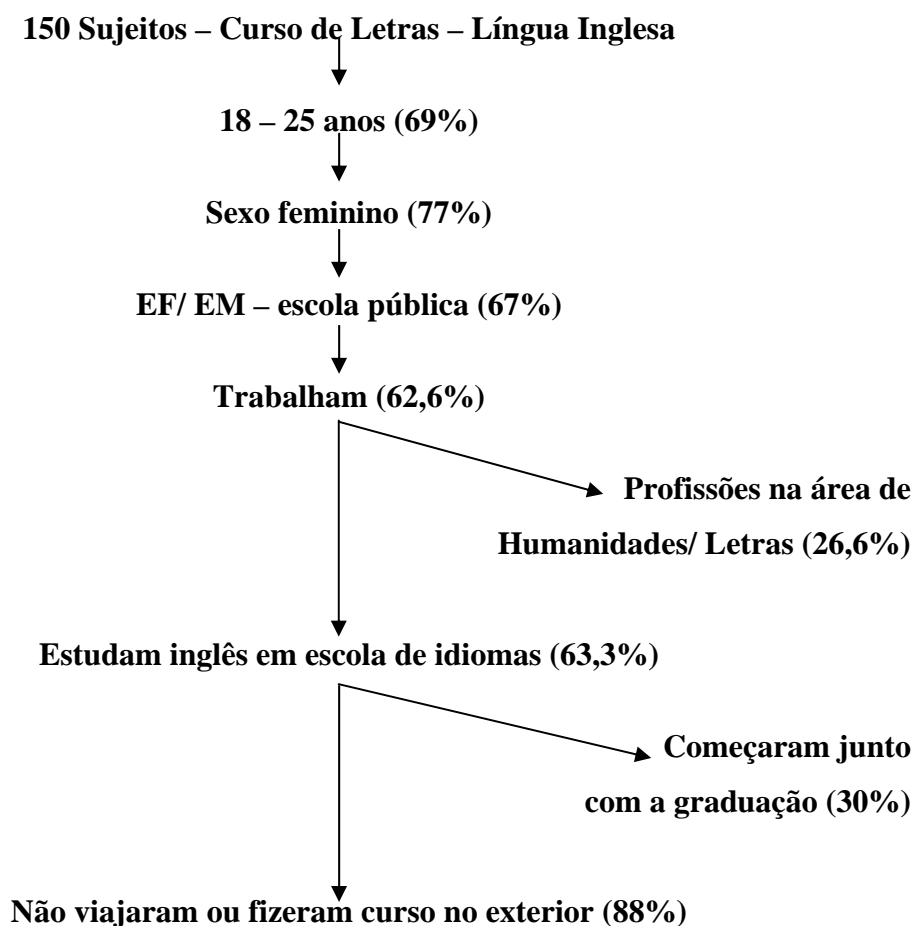 150 Sujeitos – Curso de Letras – Língua Inglesa
18 – 25 anos (69%)
Sexo feminino (77%)
EF/ EM – escola pública (67%)
Trabalham (62,6%)
Profissões na área de
Humanidades/ Letras (26,6%)
Estudam inglês em escola de idiomas (63,3%)
Começaram junto
com a graduação (30%)
Não viajaram ou fizeram curso no exterior (88%)